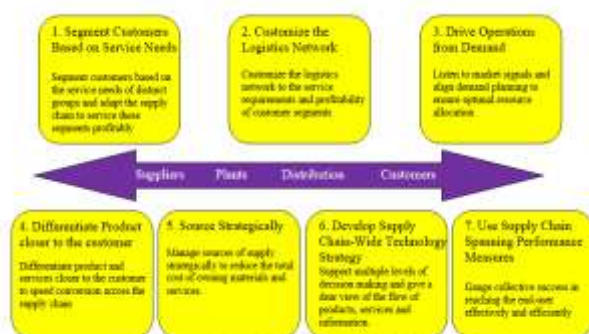 1. Segment Customers
Based on Service Needs
Segment customers based on
the service needs of distinct
groups and adapt the supply
chain to service these
segments profitably
2. Customize the
Logistics Network
Customize the logistics
network to the service
requirements and profitability
of customer segments
3. Drive Operations
from Demand
Listen to market signals and
align demand planning to
ensure optimal resource
allocation
Suppliers Plants Distribution Customers
4. Differentiate Product
closer to the customer
Differentiate product and
services closer to the customer
to speed conversion across the
supply chain
5. Source Strategically
Manage sources of supply
strategically to reduce the total
cost of owning materials and
services.
6. Develop Supply
Chain-Wide Technology
Strategy
Support multiple levels of
decision making and give a
clear view of the flow of
products, services and
information.
7. Use Supply Chain
Spanning Performance
Measures
Gauge collective success in
reaching the end-user
effectively and efficiently